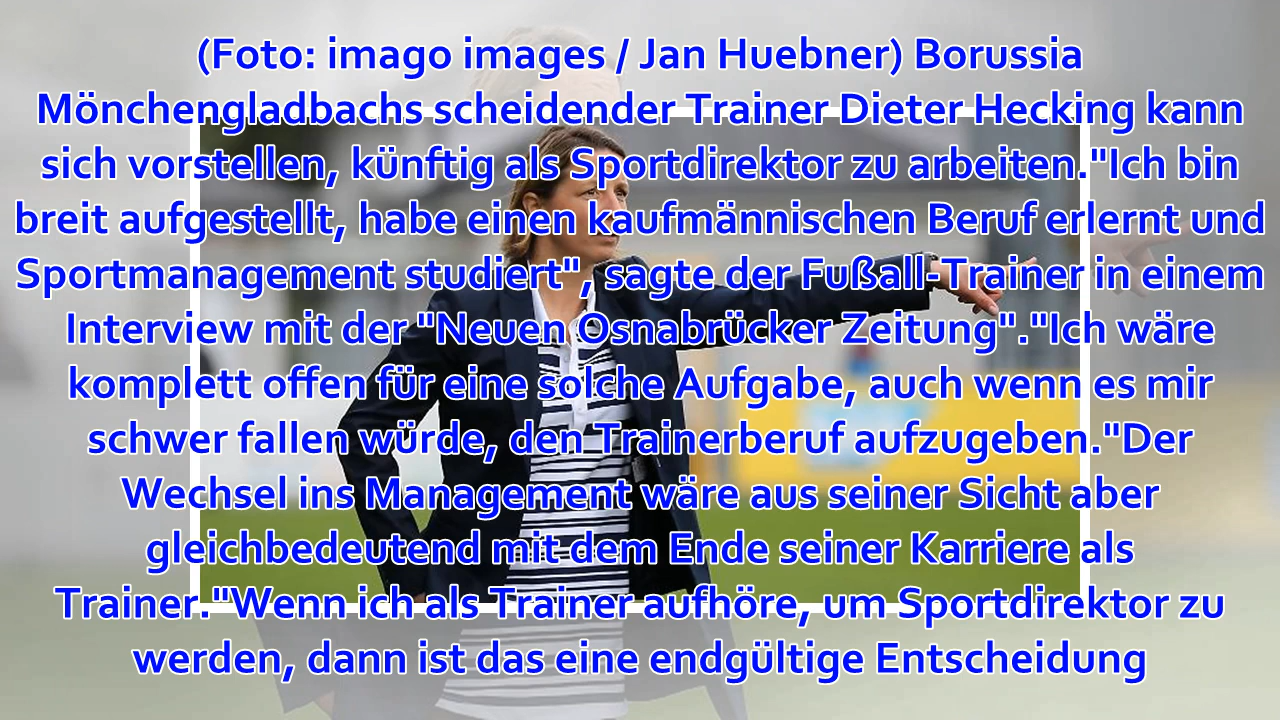 (Foto: imago images / Jan Huebner) Borussia
Mönchengladbachs scheidender Trainer Dieter Hecking kann
sich vorstellen, künftig als Sportdirektor zu arbeiten."Ich bin
breit aufgestellt, habe einen kaufmännischen Beruf erlernt und
Sportmanagement studiert", sagte der Fußall-Trainer in einem
Interview mit der "Neuen Osnabrücker Zeitung"."Ich wäre
komplett offen für eine solche Aufgabe, auch wenn es mir
schwer fallen würde, den Trainerberuf aufzugeben."Der
Wechsel ins Management wäre aus seiner Sicht aber
gleichbedeutend mit dem Ende seiner Karriere als
Trainer."Wenn ich als Trainer aufhöre, um Sportdirektor zu
werden, dann ist das eine endgültige Entscheidung